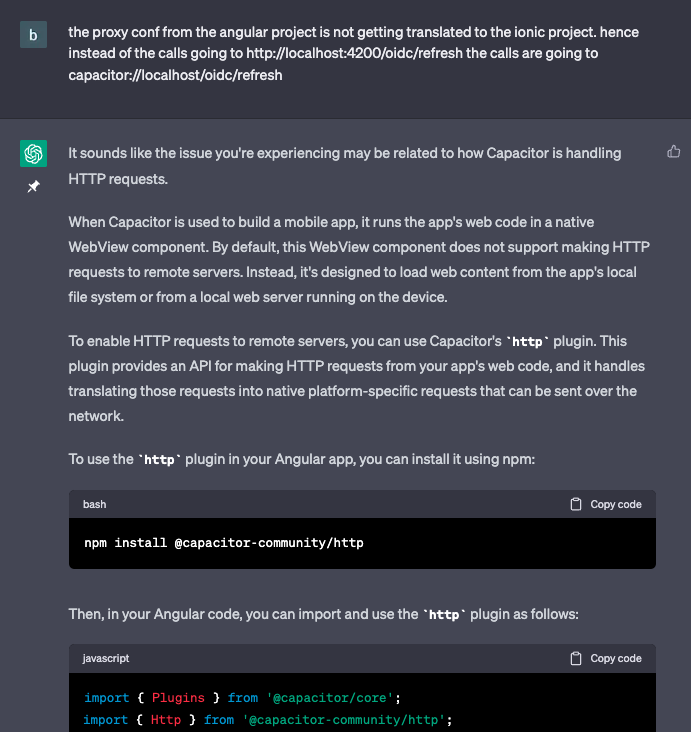 b
the proxy conf from the angular project is not getting translated to the ionic project. hence
instead of the calls going to http://localhost:4200/oidc/refresh the calls are going to
capacitor://localhost/oidc/refresh
It sounds like the issue you're experiencing may be related to how Capacitor is handling
HTTP requests.
When Capacitor is used to build a mobile app, it runs the app's web code in a native
WebView component. By default, this WebView component does not support making HTTP
requests to remote servers. Instead, it's designed to load web content from the app's local
file system or from a local web server running on the device.
To enable HTTP requests to remote servers, you can use Capacitor's `http` plugin. This
plugin provides an API for making HTTP requests from your app's web code, and it handles
translating those requests into native platform-specific requests that can be sent over the
network.
To use the `http` plugin in your Angular app, you can install it using npm:
bash Copy code
npm install @capacitor-community/http
Then, in your Angular code, you can import and use the `http` plugin as follows:
javascript Copy code
import { Plugins } from '@capacitor/core';
import { Http } from '@capacitor-community/http';